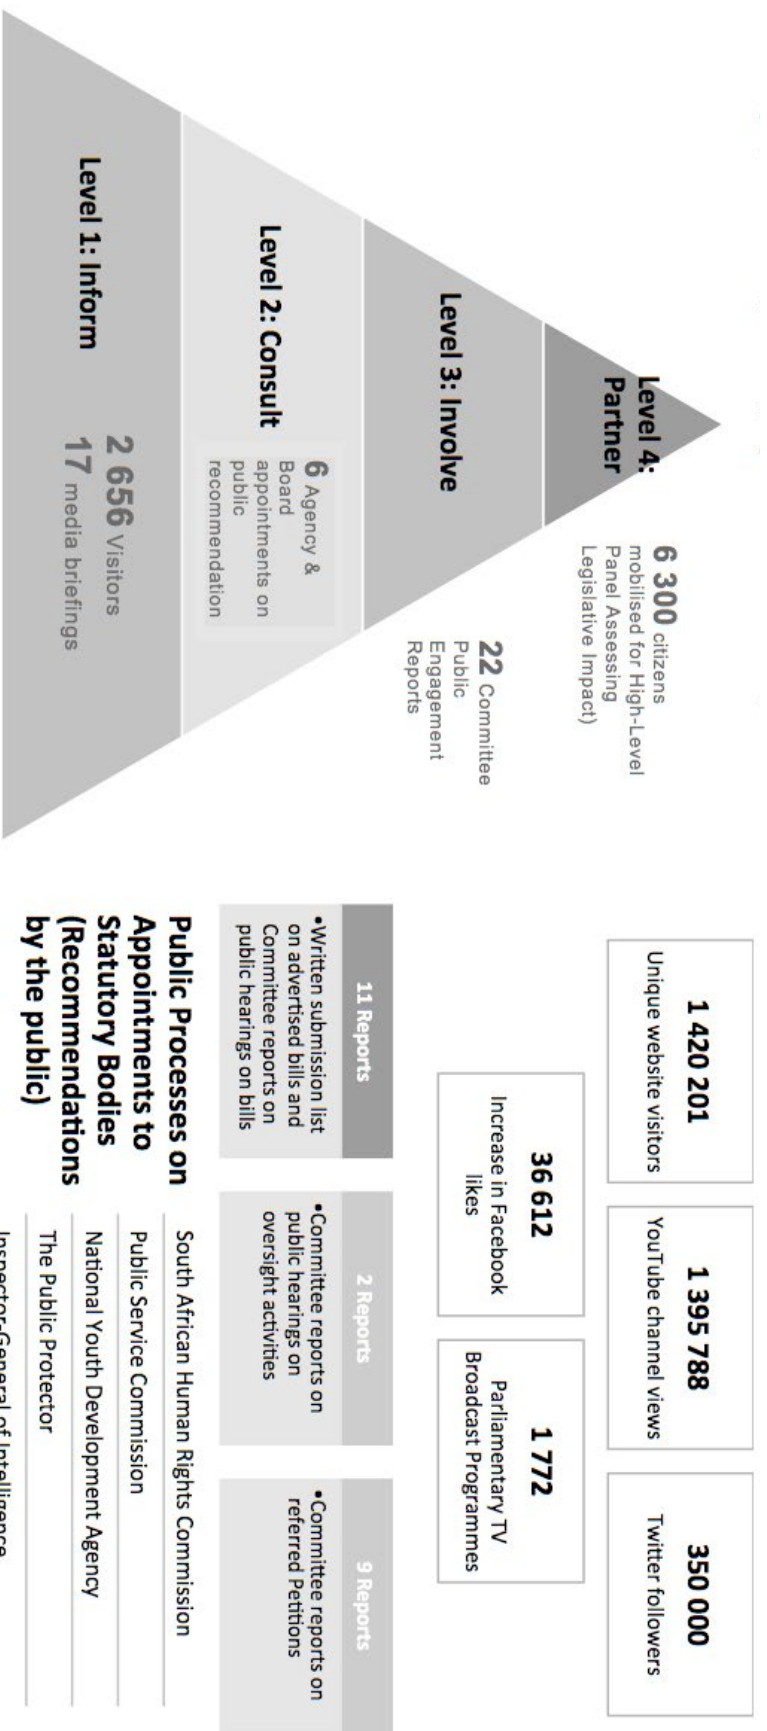 Level 4:
Partner
6 300 citizens
mobilised for High-Level
Panel Assessing
Legislative Impact)
Level 3: Involve
22 Committee
Public
Engagement
Reports
Level 2: Consult
6 Agency &
Board
appointments on
public
recommendation
Level 1: Inform
2 656 Visitors
17 media briefings
1 420 201
Unique website visitors
1 395 788
YouTube channel views
350 000
Twitter followers
36 612
Increase in Facebook
likes
1 772
Parliamentary TV
Broadcast Programmes
11 Reports
•Written submission list
on advertised bills and
Committee reports on
public hearings on bills
2 Reports
•Committee reports on
public hearings on
oversight activities
9 Reports
•Committee reports on
referred Petitions
Public Processes on
Appointments to
Statutory Bodies
(Recommendations
by the public)
South African Human Rights Commission
Public Service Commission
National Youth Development Agency
The Public Protector
Inspector-General of Intelligence